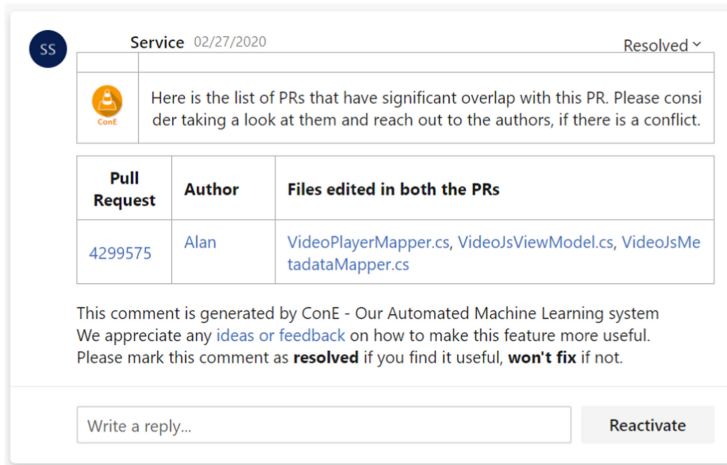 SS
Service 02/27/2020
Resolved
ConE
Here is the list of PRs that have significant overlap with this PR. Please consi
der taking a look at them and reach out to the authors, if there is a conflict.
Pull
Request
Author
Files edited in both the PRs
4299575
Alan
VideoPlayerMapper.cs, VideoJsViewModel.cs, VideoJsMe
tadataMapper.cs
This comment is generated by ConE - Our Automated Machine Learning system
We appreciate any ideas or feedback on how to make this feature more useful.
Please mark this comment as resolved if you find it useful, won't fix if not.
Write a reply...
Reactivate